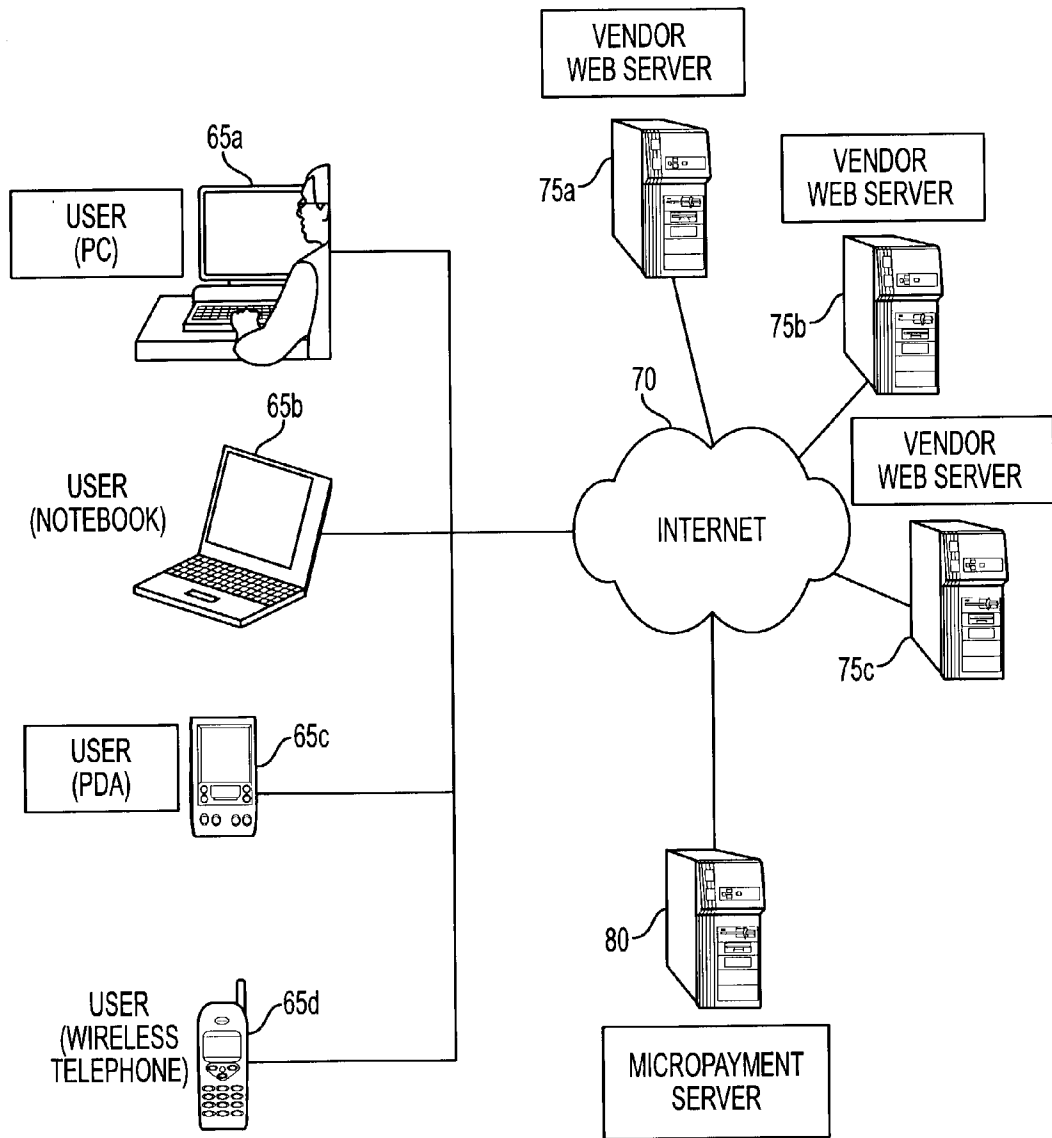 VENDOR
WEB SERVER
65a
75a
VENDOR
WEB SERVER
USER
(PC)
75b
65b
70
VENDOR
WEB SERVER
USER
(NOTEBOOK)
INTERNET
75c
USER
(PDA)
65c
80
USER
(WIRELESS
TELEPHONE)
65d
MICROPAYMENT
SERVER